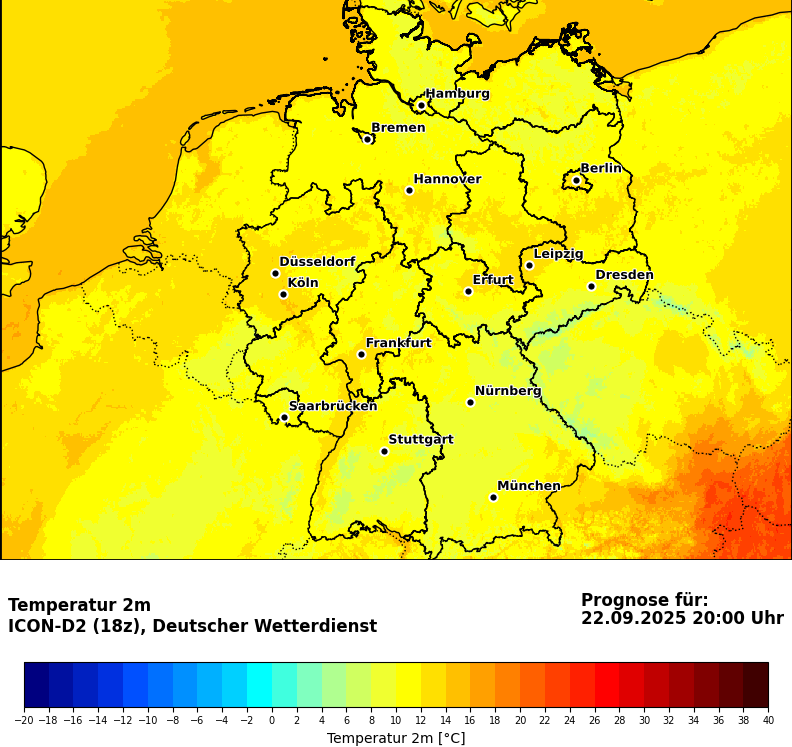 Hamburg
Bremen
Berlin
Hannover
Leipzig
Düsseldorf
Dresden
Köln
Erfurt
Frankfurt
Nürnberg
Saarbrücken
Stuttgart
München
Temperatur 2m
ICON-D2 (18z), Deutscher Wetterdienst
Prognose für:
22.09.2025 20:00 Uhr
−20 −18 −16 −14 −12 −10 −8 −6 −4 −2 0 2 4 6 8 10 12 14 16 18 20 22 24 26 28 30 32 34 36 38 40
Temperatur 2m [°C]